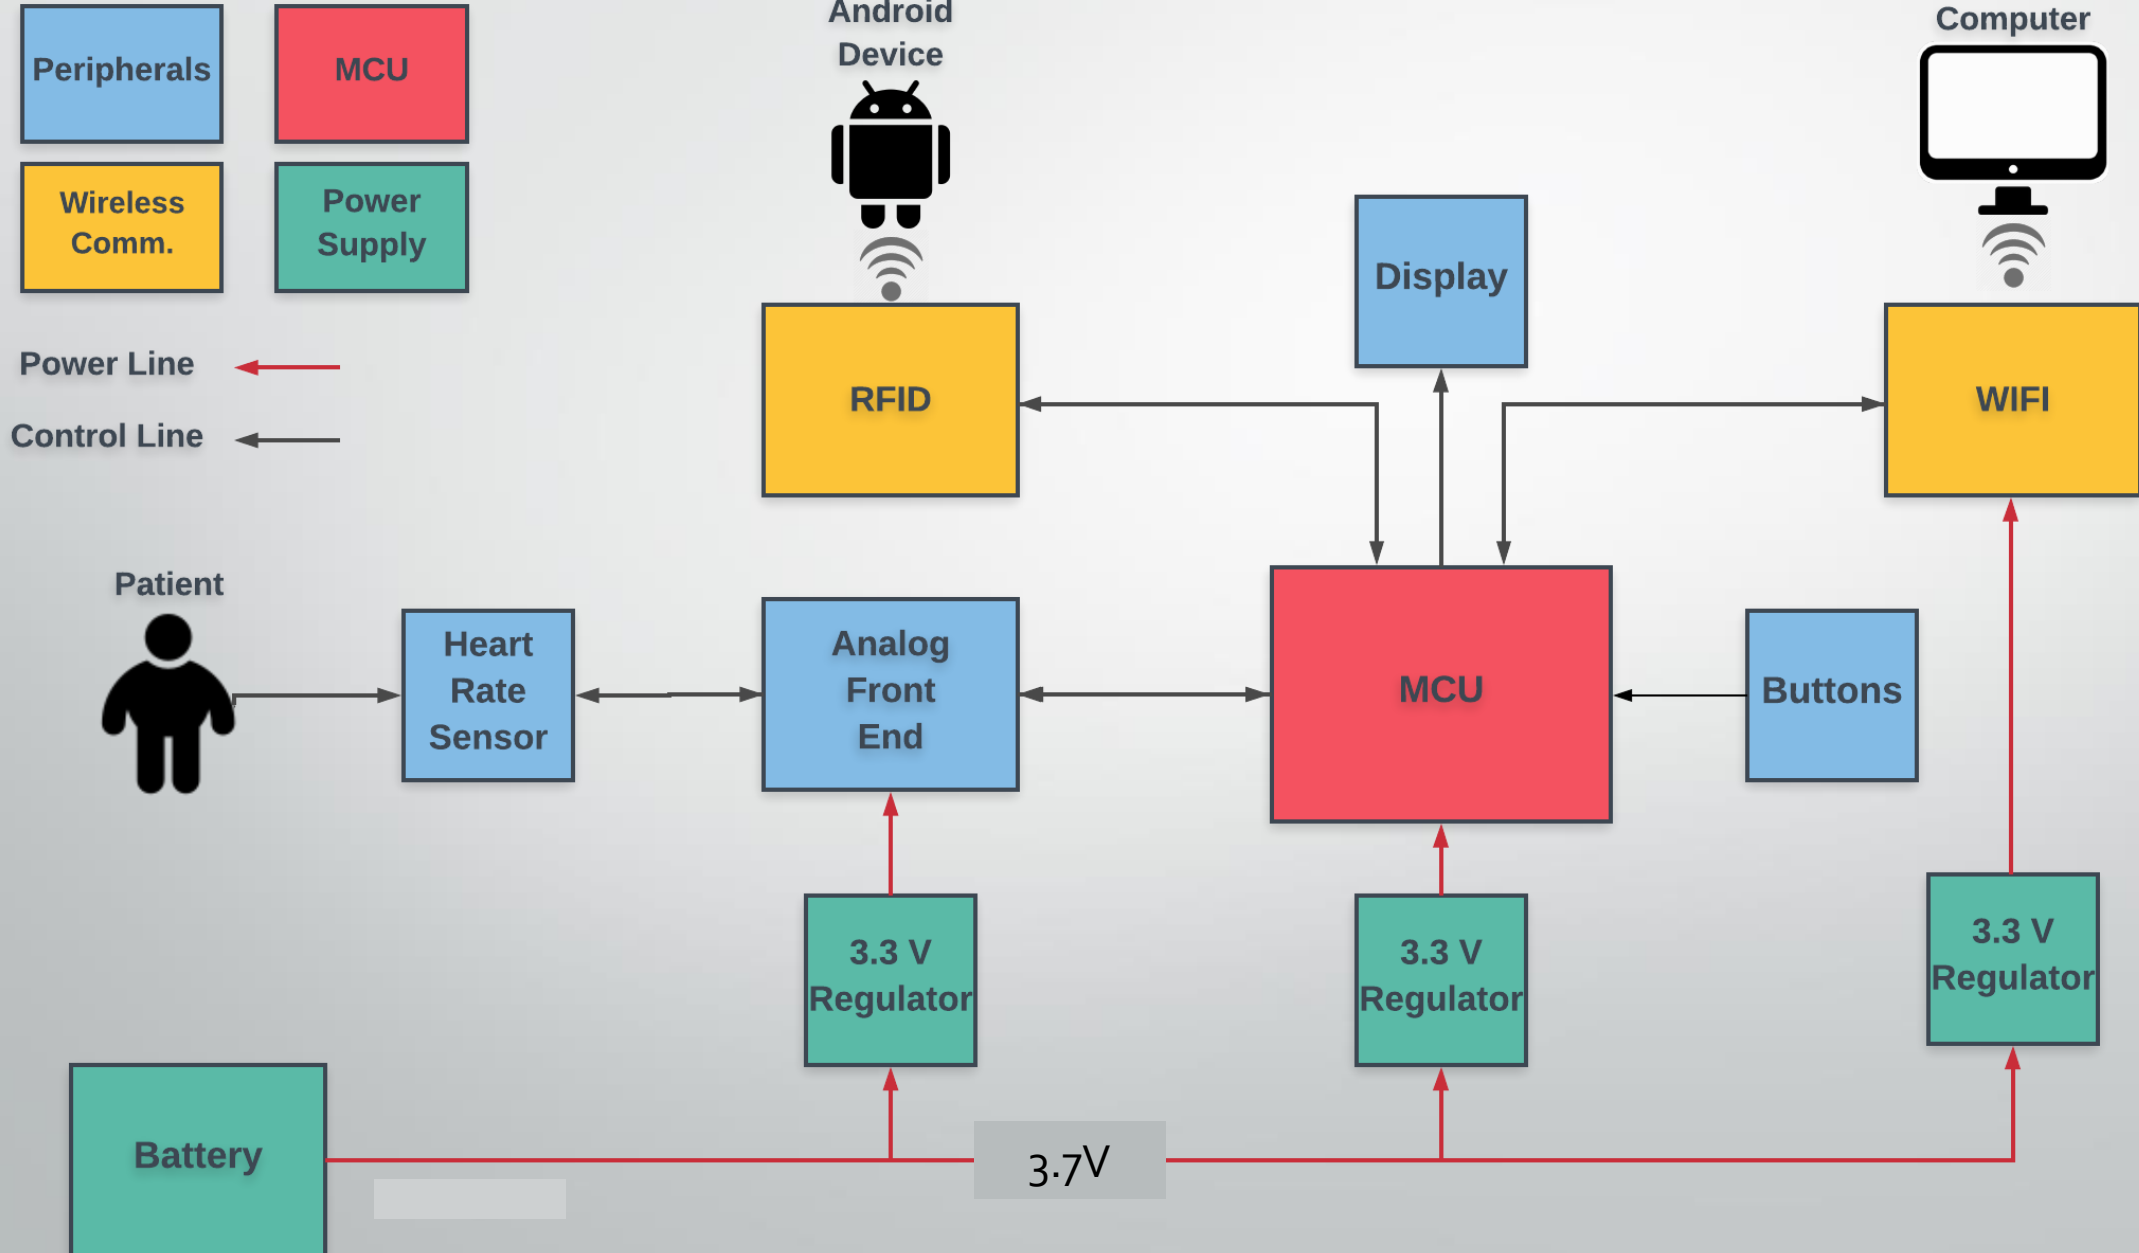 Peripherals
MCU
Wireless
Comm.
Power
Supply
Power Line
Control Line
Android
Device
Computer
Display
RFID
WIFI
Patient
Heart
Rate
Sensor
Analog
Front
End
MCU
Buttons
3.3 V
Regulator
3.3 V
Regulator
3.3 V
Regulator
Battery
3.7V